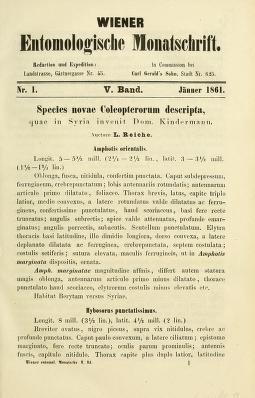 WIENER
Entomologische Monatschrift.
Redaction und Expedition: In Commission bei
Landstrasse, Gärtnergasse Nr. 45. Carl Gerold's Sohn, Stadt Nr. 625.
Nr. 1. V. Band. Jänner 1861.
Species novae Coleopterorum descripta,
quae in Syria invenit Dom. Kindermann,
Auctore L. Reiche.
Amphotis orientalis.
Longit. 5 — 5½ mill. (2¼ — 2½ lin., latit. 3 — 3½ mill.
(1⅓—1½ lin.)
Oblonga, fusca, nitidula, confertim punctata. Caput subdepressum,
ferrugineum, crebrepunctatum; lobis antennariis rotundatis; antennarum
articulo primo dilatato, foliaceo. Thorax brevis, latus, capite triplo
latior, medio convexus, a latere rotundatus valde dilatatus ac ferru-
gineus, confertissime punctulatus, haud scoriaceus, basi fere recte
truncatus; angulis subrectis; apice valde attenuatus, profunde emar-
ginatus; angulis porrectis, subacutis. Scutellum punctulatum. Elytra
thoracis basi latitudine, illo dimidio longiora, dorso convexa, a latere
deplanato dilatata ac ferruginea, crebrepunctata, septem costulata;
costulis setiferis; sutura elevata, maculis ferrugineis, ut in Amphotis
marginata dispositis, ornata.
Amph. marginatae magnitudine affinis, differt autem statura
magis oblonga, antennarum articulo primo minus dilatato; thorace
punctulato haud scoriaceo, elytrorum costulis minus elevatis etc.
Habitat Berytum versus Syriae.
Hybosorus punctatissimus.
Longit. 8 mill. (3½ lin), latit. 4½ mill. (2 lin.)
Breviter ovatus, nigro piceus, supra vix nitidulus, crebre ac
profunde punctatus. Caput paulo convexum, a latere ciliatum; epistoma
marginato, fere recte truncato; oculis parum prominulis; antennis
fuscis, capitulo nitidulo. Thorax capite plus duplo latior, latitudine
Wiener entomol. Monatschr. V. Bd. 1